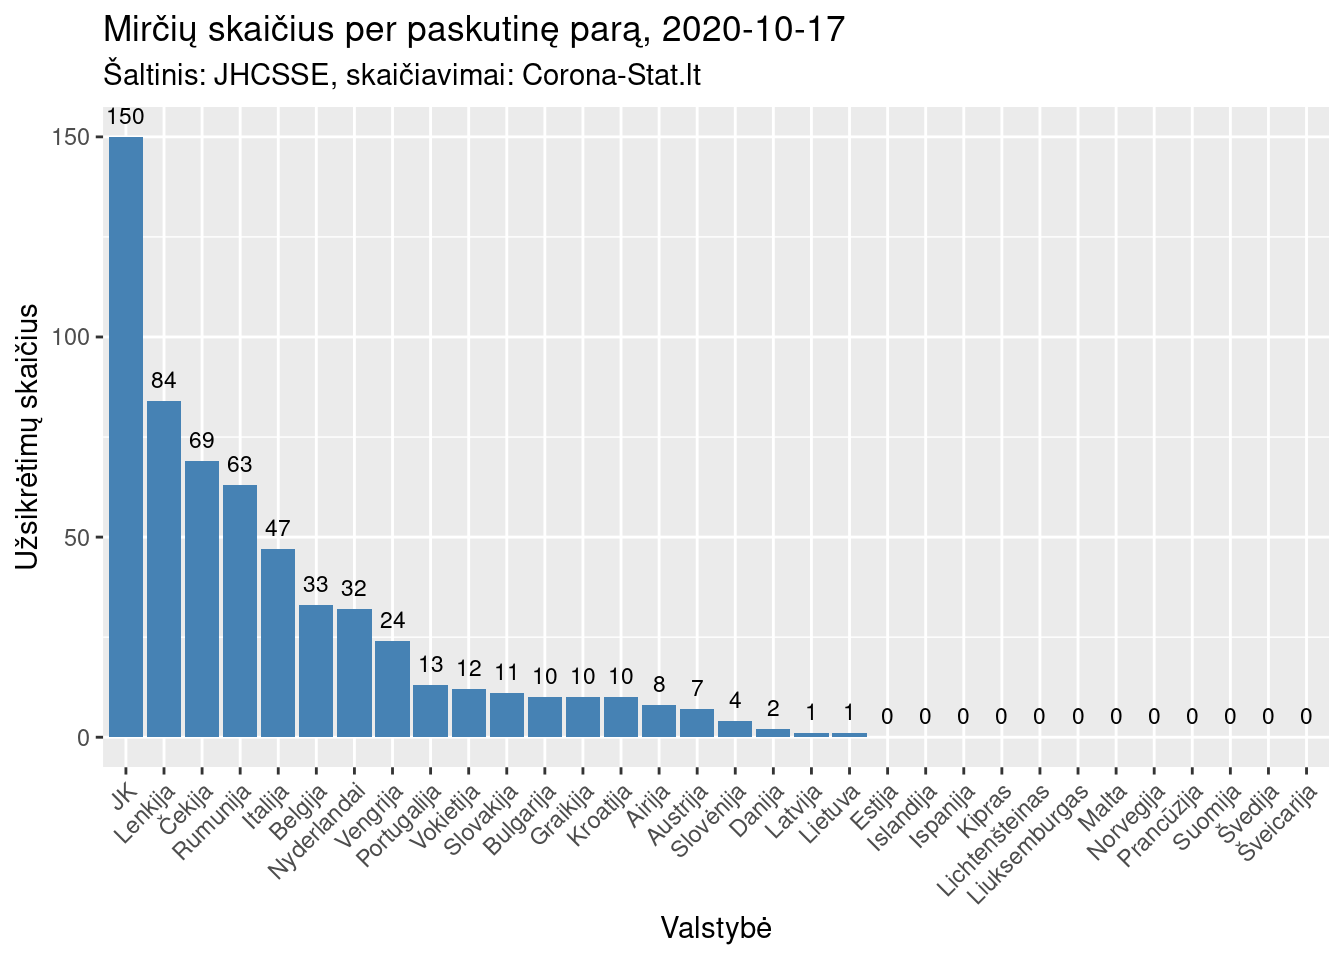 Mirčių skaičius per paskutinę parą, 2020-10-17
Šaltinis: JHCSSE, skaičiavimai: Corona-Stat.lt
Užsikrėtimų skaičius
150
100
50
0
150
84
69
63
47
33
32
24
13
12
11
10
10
10
8
7
4
2
1
1
0
0
0
0
0
0
0
0
0
0
0
0
JK
Lenkija
Čekija
Rumunija
Italija
Belgija
Nyderlandai
Vengrija
Portugalija
Vokietija
Slovakija
Bulgarija
Graikija
Kroatija
Airija
Austrija
Slovėnija
Danija
Latvija
Lietuva
Estija
Islandija
Ispanija
Kipras
Lichtenšteinas
Liuksemburgas
Malta
Norvegija
Prancūzija
Suomija
Švedija
Šveicarija
Valstybė